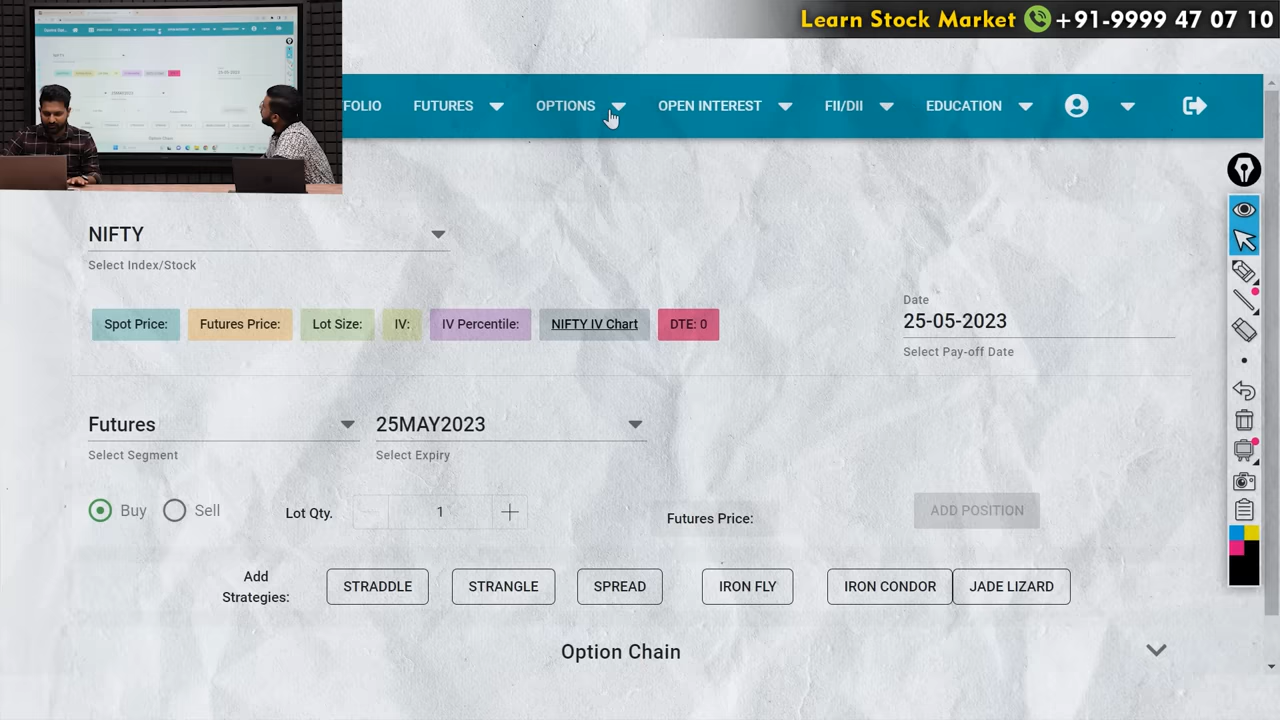 Learn Stock Market +91-9999 47 07 10
FOLIO FUTURES OPTIONS OPEN INTEREST FII/DII EDUCATION
NIFTY
Select Index/Stock
Spot Price: Futures Price: Lot Size: IV: IV Percentile: NIFTY IV Chart DTE: 0
Date
25-05-2023
Select Pay-off Date
Futures 25MAY2023
Select Segment Select Expiry
Buy Sell Lot Qty. 1 + Futures Price: ADD POSITION
Add
Strategies:
STRADDLE STRANGLE SPREAD IRON FLY IRON CONDOR JADE LIZARD
Option Chain